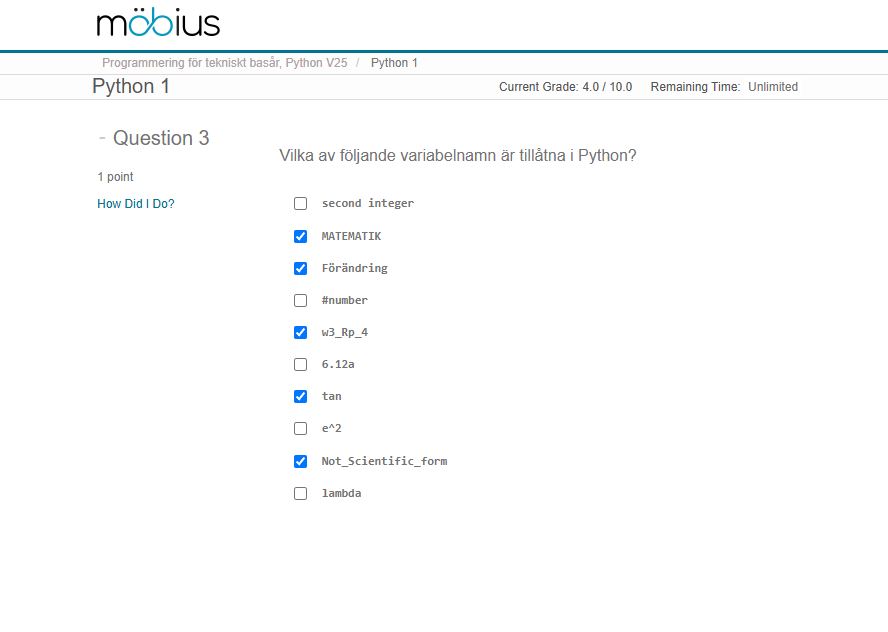 möbius
Programmering för tekniskt basår, Python V25 / Python 1
Python 1 Current Grade: 4.0 / 10.0 Remaining Time: Unlimited
- Question 3
Vilka av följande variabelnamn är tillåtna i Python?
1 point
How Did I Do?
second integer
MATEMATIK
Förändring
#number
w3_Rp_4
6.12a
tan
e^2
Not_Scientific_form
lambda